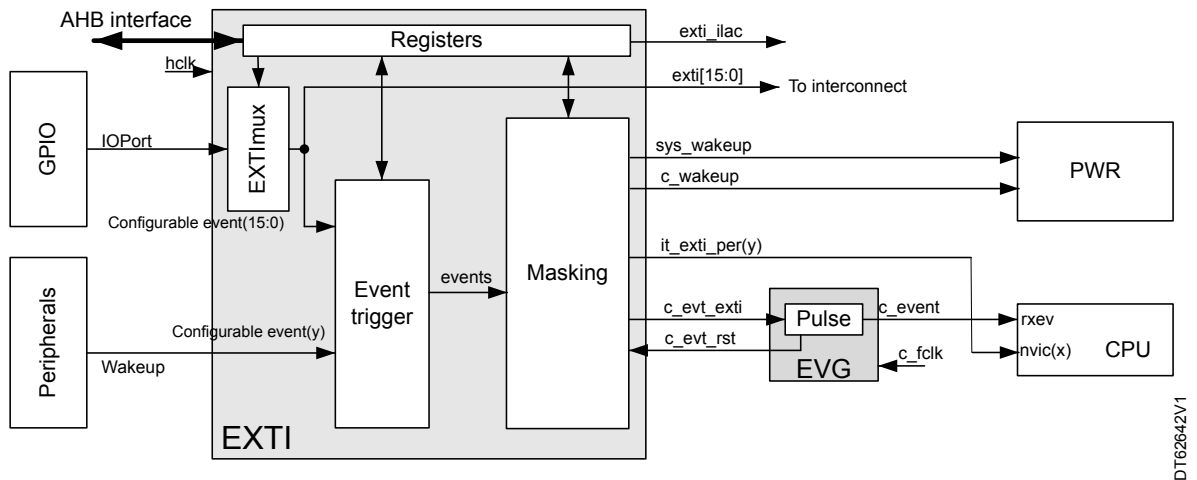 AHB interface
Registers
exti_ilac
hclk
exti[15:0]
To interconnect
GPIO
IOPort
EXTImux
sys_wakeup
c_wakeup
PWR
Configurable event(15:0)
it_exti_per(y)
Masking
events
Event
trigger
Peripherals
Configurable event(y)
Wakeup
c_evt_exti
Pulse
c_event
rxev
c_evt_rst
nvic(x)
CPU
EVG
c_fclk
EXTI
DT62642V1